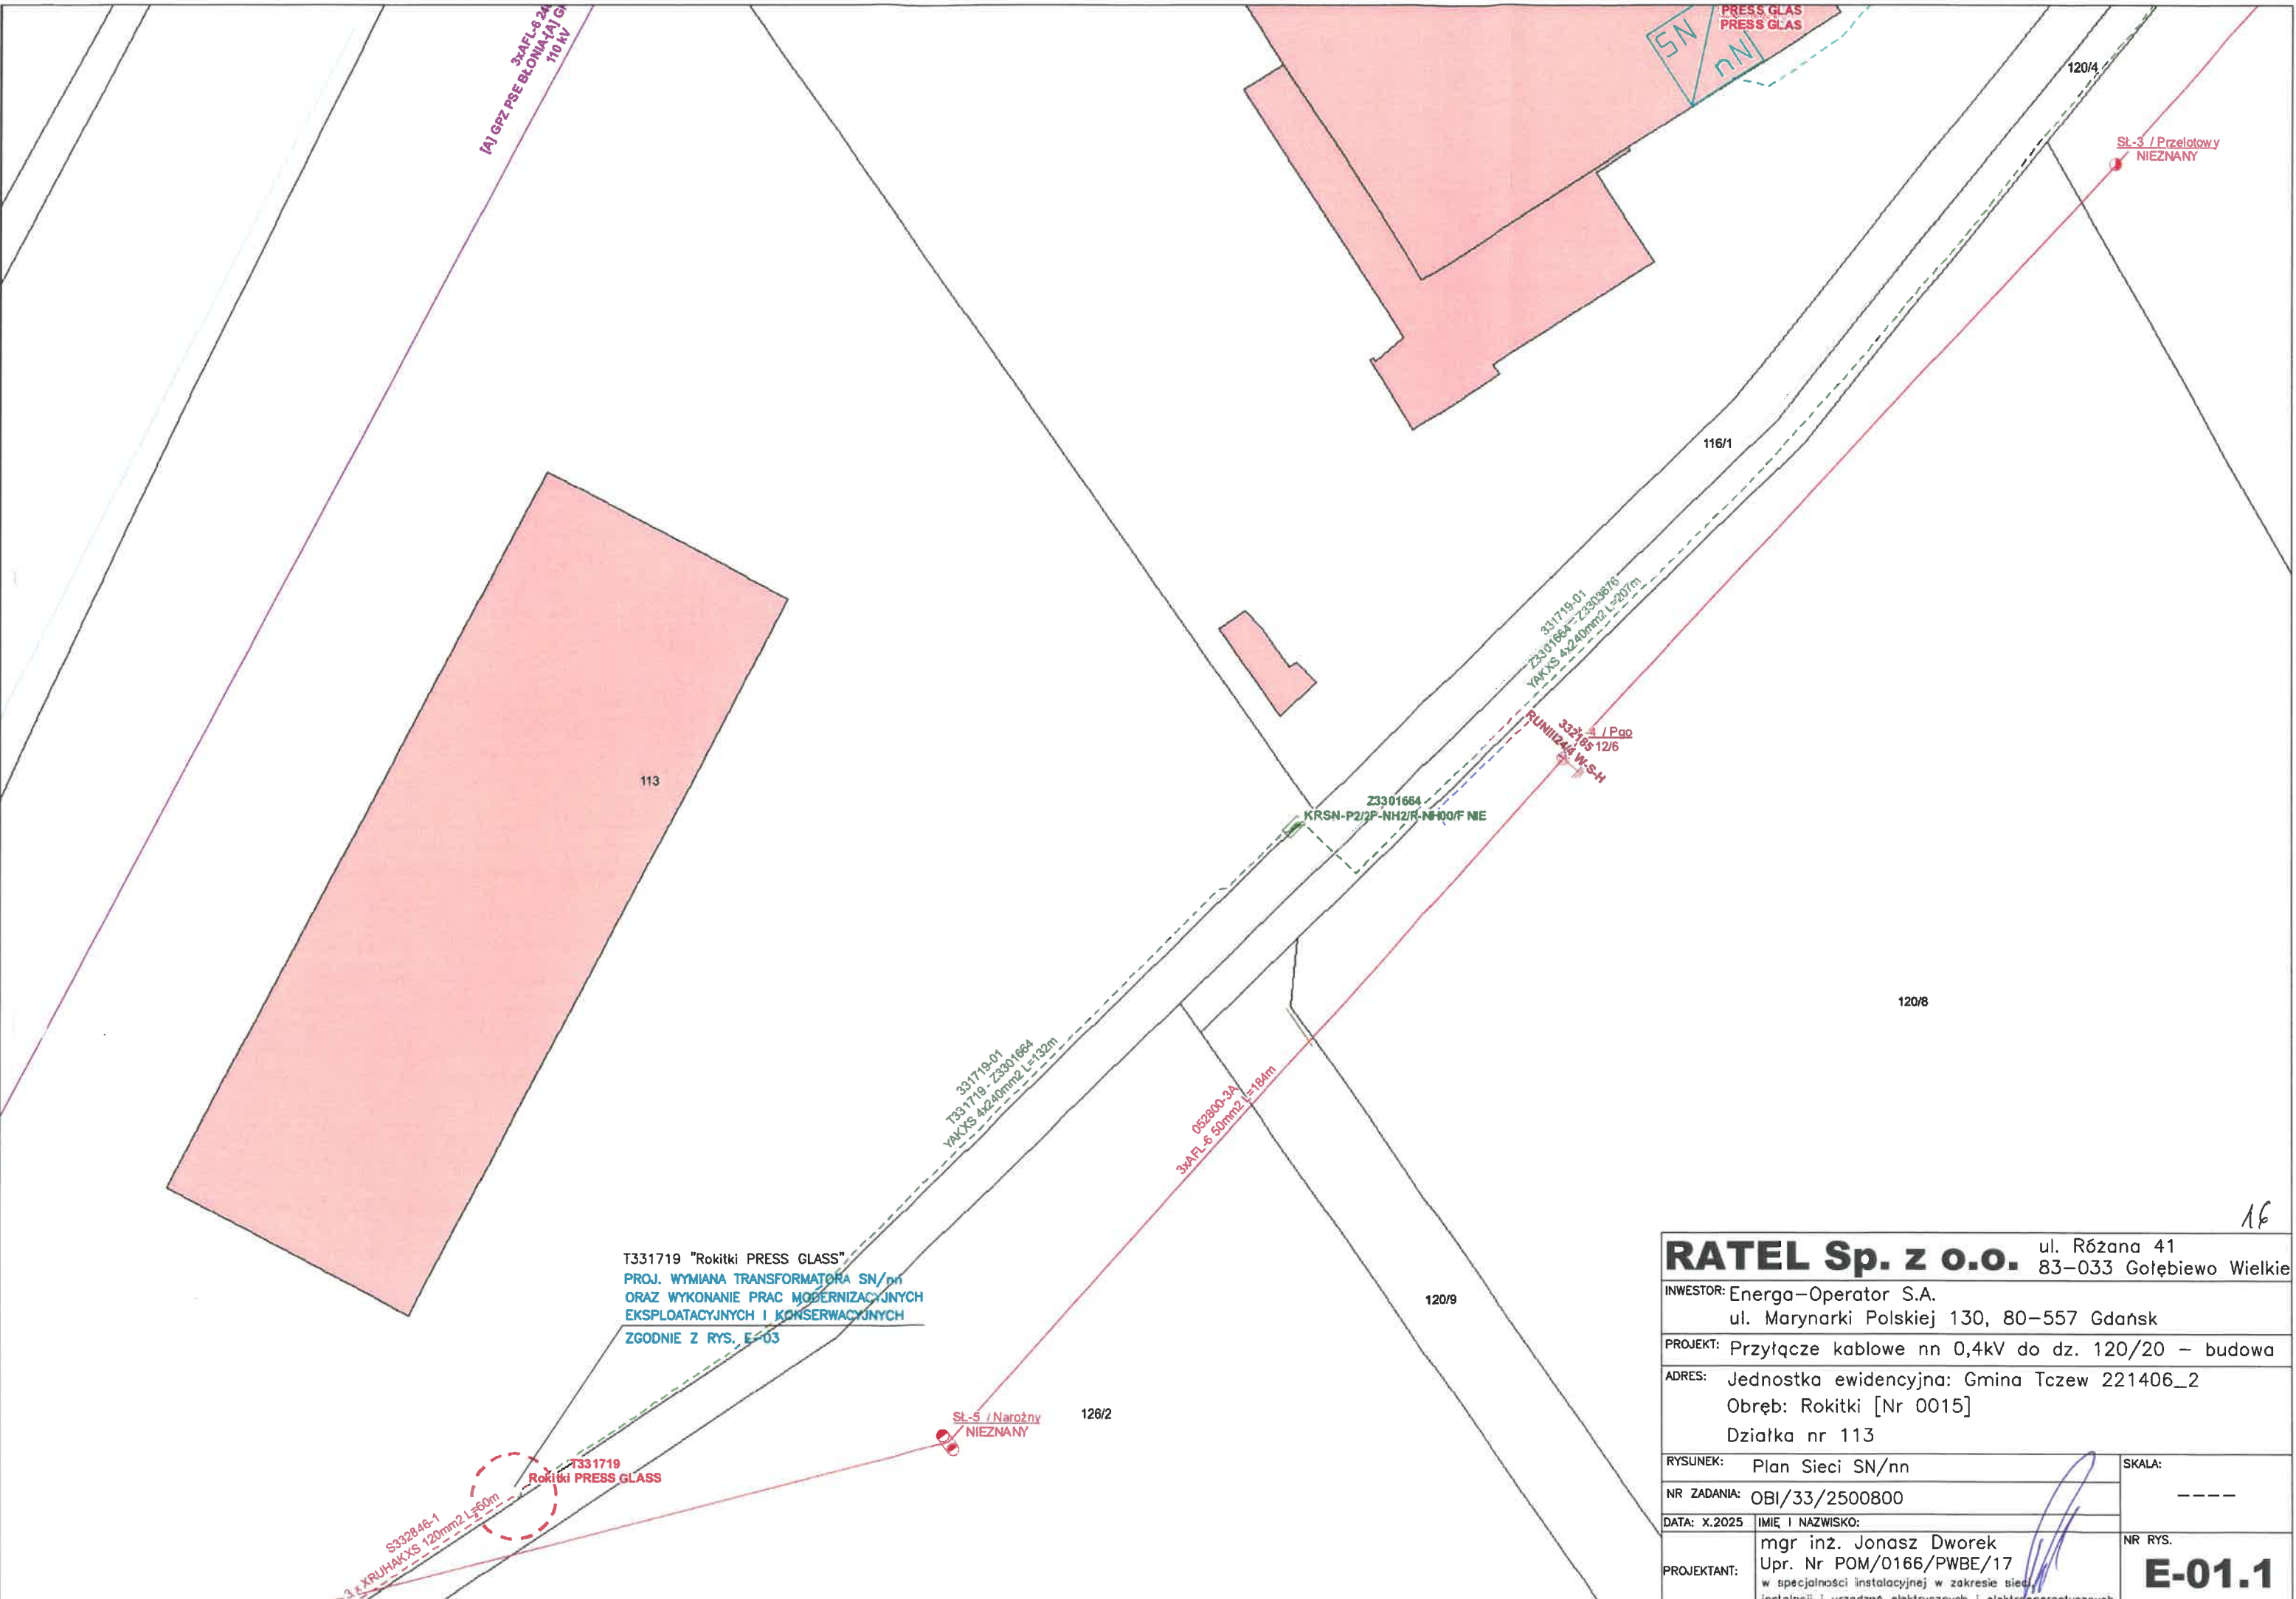 3xAFL-6 24
[A] GPZ PSE BŁONIA-[A] G
110 kV
PRESS GLAS
PRESS GLAS
SN
nN
120/4
SŁ-3 / Przelotowy
NIEZNANY
116/1
331719-01
Z3301664 - Z3303876
YAKXS 4x240mm2 L=207m
4 / Pgo
12/6
332185
RUNIII24/4 W-S-H
113
Z3301664
KRSN-P2/2P-NH2/R-NH00/F NIE
120/8
331719-01
T331719 - Z3301664
YAKXS 4x240mm2 L=132m
052800-3A
3xAFL-6 50mm2 L=184m
T331719 "Rokitki PRESS GLASS"
PROJ. WYMIANA TRANSFORMATORA SN/nn
ORAZ WYKONANIE PRAC MODERNIZACYJNYCH
EKSPLOATACYJNYCH I KONSERWACYJNYCH
ZGODNIE Z RYS. E-03
120/9
SŁ-5 / Narożny
NIEZNANY
126/2
T331719
Rokitki PRESS GLASS
S332846-1
3 x XRUHAKXS 120mm2 L=60m
16
RATEL Sp. z o.o.
ul. Różana 41
83-033 Gołębiewo Wielkie
INWESTOR: Energa-Operator S.A.
ul. Marynarki Polskiej 130, 80-557 Gdańsk
PROJEKT: Przyłącze kablowe nn 0,4kV do dz. 120/20 - budowa
ADRES: Jednostka ewidencyjna: Gmina Tczew 221406_2
Obręb: Rokitki [Nr 0015]
Działka nr 113
RYSUNEK: Plan Sieci SN/nn
SKALA:
----
NR ZADANIA: OBI/33/2500800
DATA: X.2025 IMIĘ I NAZWISKO:
PROJEKTANT: mgr inż. Jonasz Dworek
Upr. Nr POM/0166/PWBE/17
w specjalności instalacyjnej w zakresie sieci,
instalacji i urządzeń elektrycznych i elektroenergetycznych
NR RYS.
E-01.1